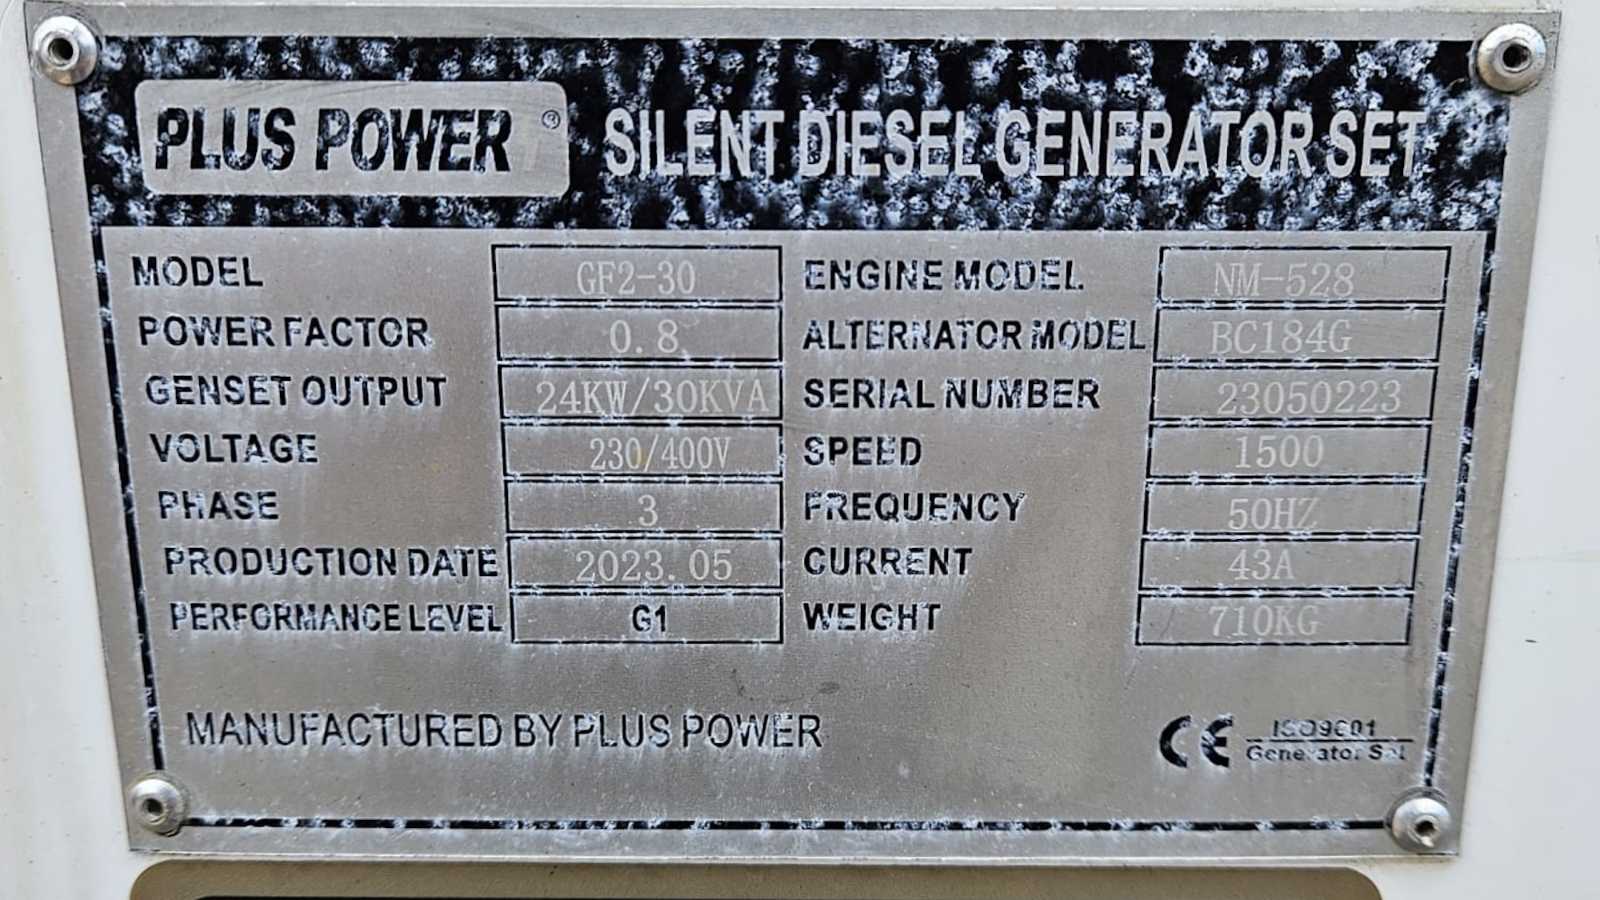 PLUS POWER ® SILENT DIESEL GENERATOR SET
MODEL GF2-30 ENGINE MODEL NM-528
POWER FACTOR 0.8 ALTERNATOR MODEL BC184G
GENSET OUTPUT 24KW/30KVA SERIAL NUMBER 23050223
VOLTAGE 230/400V SPEED 1500
PHASE 3 FREQUENCY 50HZ
PRODUCTION DATE 2023.05 CURRENT 43A
PERFORMANCE LEVEL G1 WEIGHT 710KG
MANUFACTURED BY PLUS POWER CE ISO9001
Generator Set